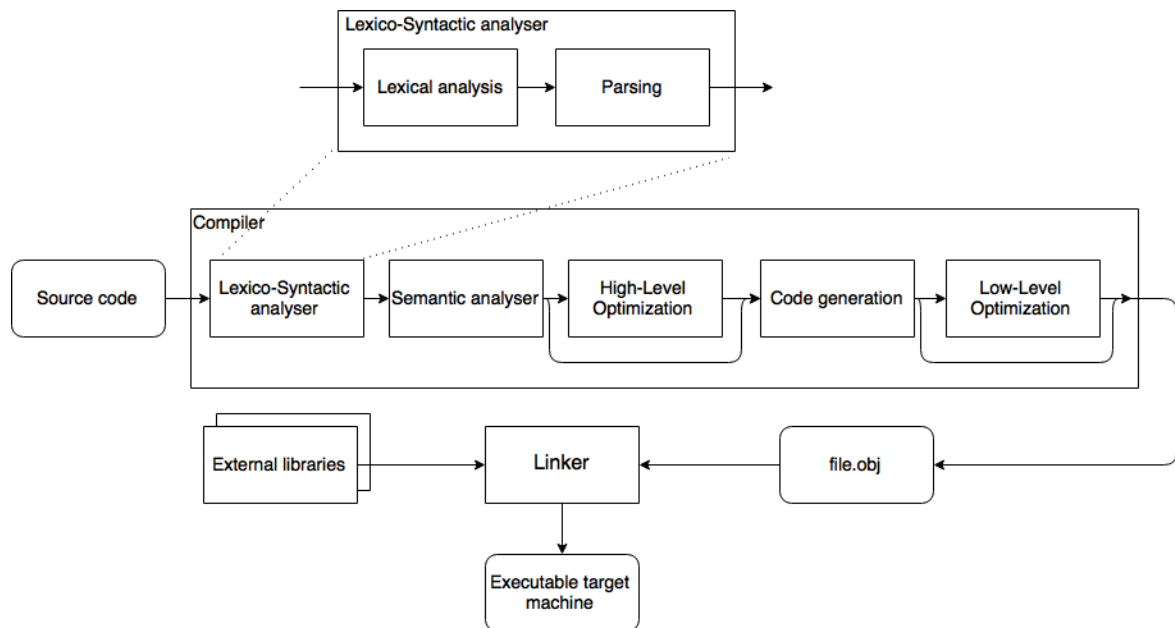 Lexico-Syntactic analyser
Lexical analysis
Parsing
Compiler
Source code
Lexico-Syntactic
analyser
Semantic analyser
High-Level
Optimization
Code generation
Low-Level
Optimization
External libraries
Linker
file.obj
Executable target
machine